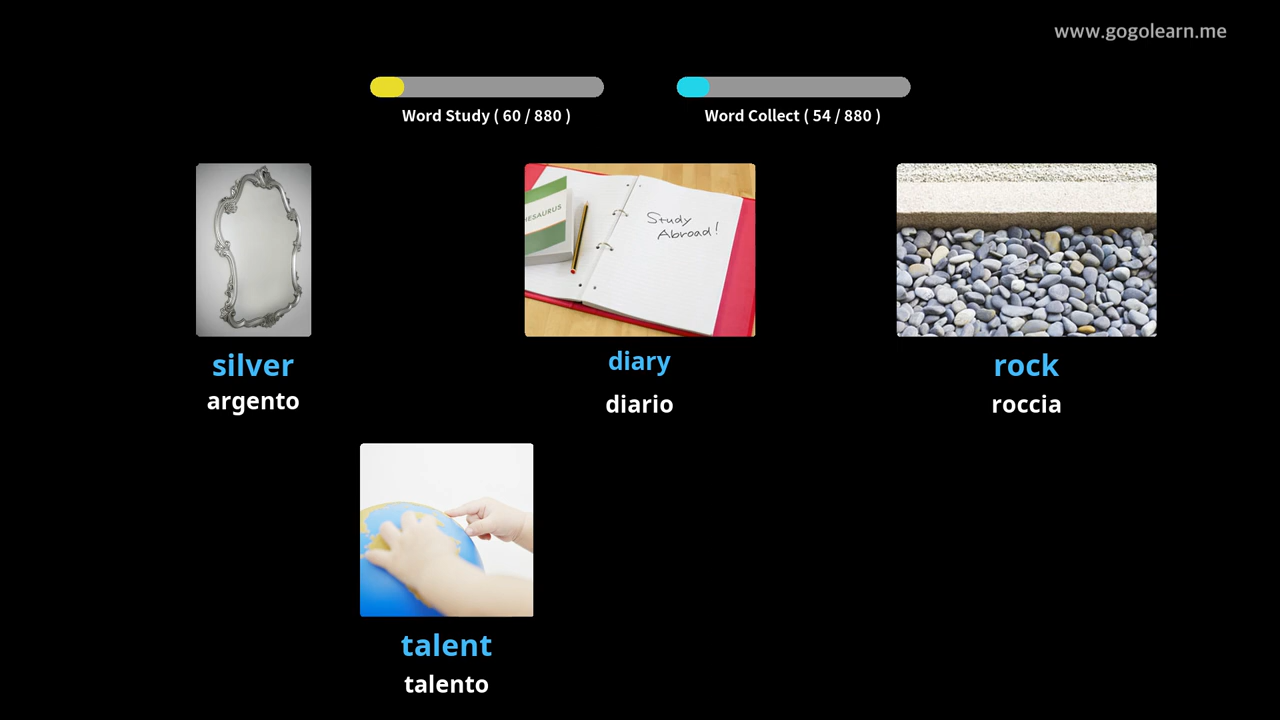 www.gogolearn.me
Word Study ( 60 / 880 )
Word Collect ( 54 / 880 )
HESAURUS
Study
Abroad!
silver
argento
diary
diario
rock
roccia
talent
talento